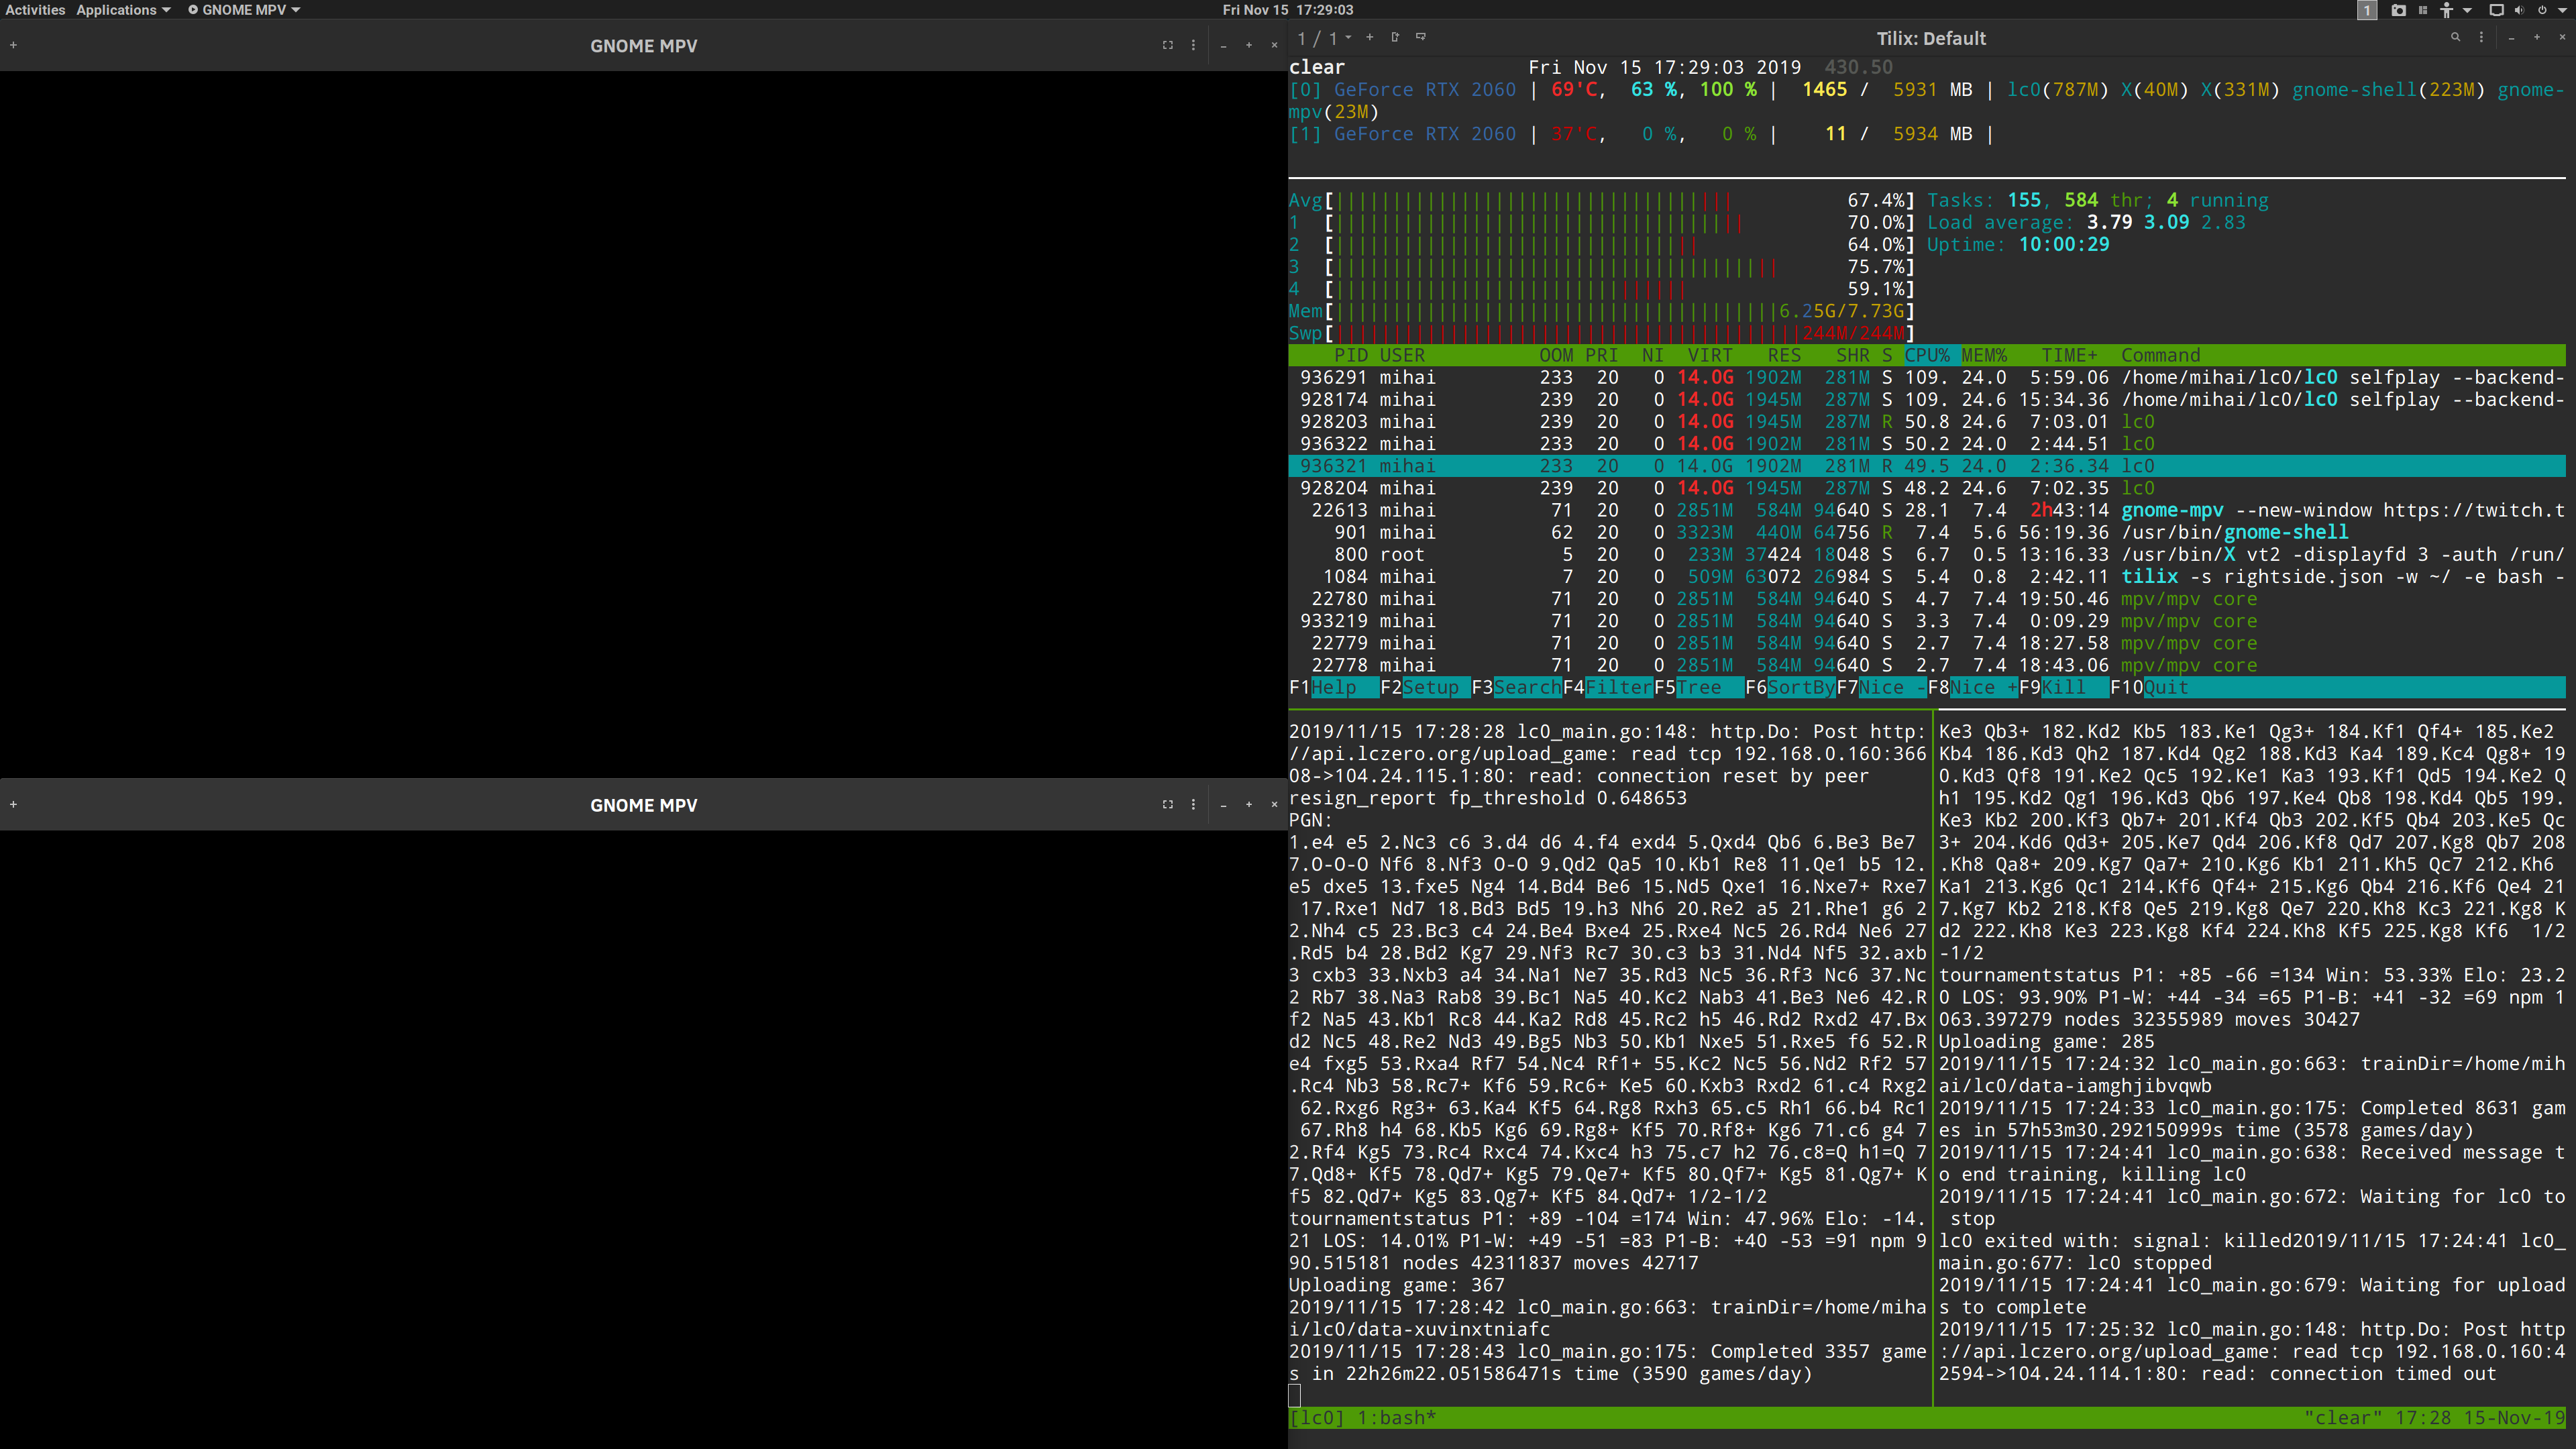 Activities Applications GNOME MPV Fri Nov 15 17:29:03 1
GNOME MPV
GNOME MPV
1 / 1 Tilix: Default
clear Fri Nov 15 17:29:03 2019 430.50
[0] GeForce RTX 2060 | 69'C, 63 %, 100 % | 1465 / 5931 MB | lc0(787M) X(40M) X(331M) gnome-shell(223M) gnome-
mpv(23M)
[1] GeForce RTX 2060 | 37'C, 0 %, 0 % | 11 / 5934 MB |
Avg[ 67.4%] Tasks: 155, 584 thr; 4 running
1 [ 70.0%] Load average: 3.79 3.09 2.83
2 [ 64.0%] Uptime: 10:00:29
3 [ 75.7%]
4 [ 59.1%]
Mem[ 6.25G/7.73G]
Swp[ 244M/244M]
PID USER OOM PRI NI VIRT RES SHR S CPU% MEM% TIME+ Command
936291 mihai 233 20 0 14.0G 1902M 281M S 109. 24.0 5:59.06 /home/mihai/lc0/lc0 selfplay --backend-
928174 mihai 239 20 0 14.0G 1945M 287M S 109. 24.6 15:34.36 /home/mihai/lc0/lc0 selfplay --backend-
928203 mihai 239 20 0 14.0G 1945M 287M R 50.8 24.6 7:03.01 lc0
936322 mihai 233 20 0 14.0G 1902M 281M S 50.2 24.0 2:44.51 lc0
936321 mihai 233 20 0 14.0G 1902M 281M R 49.5 24.0 2:36.34 lc0
928204 mihai 239 20 0 14.0G 1945M 287M S 48.2 24.6 7:02.35 lc0
22613 mihai 71 20 0 2851M 584M 94640 S 28.1 7.4 2h43:14 gnome-mpv --new-window https://twitch.t
901 mihai 62 20 0 3323M 440M 64756 R 7.4 5.6 56:19.36 /usr/bin/gnome-shell
800 root 5 20 0 233M 37424 18048 S 6.7 0.5 13:16.33 /usr/bin/X vt2 -displayfd 3 -auth /run/
1084 mihai 7 20 0 509M 63072 26984 S 5.4 0.8 2:42.11 tilix -s rightside.json -w ~/ -e bash -
22780 mihai 71 20 0 2851M 584M 94640 S 4.7 7.4 19:50.46 mpv/mpv core
933219 mihai 71 20 0 2851M 584M 94640 S 3.3 7.4 0:09.29 mpv/mpv core
22779 mihai 71 20 0 2851M 584M 94640 S 2.7 7.4 18:27.58 mpv/mpv core
22778 mihai 71 20 0 2851M 584M 94640 S 2.7 7.4 18:43.06 mpv/mpv core
F1Help F2Setup F3SearchF4FilterF5Tree F6SortByF7Nice -F8Nice +F9Kill F10Quit
2019/11/15 17:28:28 lc0_main.go:148: http.Do: Post http:
//api.lczero.org/upload_game: read tcp 192.168.0.160:366
08->104.24.115.1:80: read: connection reset by peer
resign_report fp_threshold 0.648653
PGN:
1.e4 e5 2.Nc3 c6 3.d4 d6 4.f4 exd4 5.Qxd4 Qb6 6.Be3 Be7
7.O-O-O Nf6 8.Nf3 O-O 9.Qd2 Qa5 10.Kb1 Re8 11.Qe1 b5 12.
e5 dxe5 13.fxe5 Ng4 14.Bd4 Be6 15.Nd5 Qxe1 16.Nxe7+ Rxe7
17.Rxe1 Nd7 18.Bd3 Bd5 19.h3 Nh6 20.Re2 a5 21.Rhe1 g6 2
2.Nh4 c5 23.Bc3 c4 24.Be4 Bxe4 25.Rxe4 Nc5 26.Rd4 Ne6 27
.Rd5 b4 28.Bd2 Kg7 29.Nf3 Rc7 30.c3 b3 31.Nd4 Nf5 32.axb
3 cxb3 33.Nxb3 a4 34.Na1 Ne7 35.Rd3 Nc5 36.Rf3 Nc6 37.Nc
2 Rb7 38.Na3 Rab8 39.Bc1 Na5 40.Kc2 Nab3 41.Be3 Ne6 42.R
f2 Na5 43.Kb1 Rc8 44.Ka2 Rd8 45.Rc2 h5 46.Rd2 Rxd2 47.Bx
d2 Nc5 48.Re2 Nd3 49.Bg5 Nb3 50.Kb1 Nxe5 51.Rxe5 f6 52.R
e4 fxg5 53.Rxa4 Rf7 54.Nc4 Rf1+ 55.Kc2 Nc5 56.Nd2 Rf2 57
.Rc4 Nb3 58.Rc7+ Kf6 59.Rc6+ Ke5 60.Kxb3 Rxd2 61.c4 Rxg2
62.Rxg6 Rg3+ 63.Ka4 Kf5 64.Rg8 Rxh3 65.c5 Rh1 66.b4 Rc1
67.Rh8 h4 68.Kb5 Kg6 69.Rg8+ Kf5 70.Rf8+ Kg6 71.c6 g4 7
2.Rf4 Kg5 73.Rc4 Rxc4 74.Kxc4 h3 75.c7 h2 76.c8=Q h1=Q 7
7.Qd8+ Kf5 78.Qd7+ Kg5 79.Qe7+ Kf5 80.Qf7+ Kg5 81.Qg7+ K
f5 82.Qd7+ Kg5 83.Qg7+ Kf5 84.Qd7+ 1/2-1/2
tournamentstatus P1: +89 -104 =174 Win: 47.96% Elo: -14.
21 LOS: 14.01% P1-W: +49 -51 =83 P1-B: +40 -53 =91 npm 9
90.515181 nodes 42311837 moves 42717
Uploading game: 367
2019/11/15 17:28:42 lc0_main.go:663: trainDir=/home/miha
i/lc0/data-xuvinxtniafc
2019/11/15 17:28:43 lc0_main.go:175: Completed 3357 game
s in 22h26m22.051586471s time (3590 games/day)
Ke3 Qb3+ 182.Kd2 Kb5 183.Ke1 Qg3+ 184.Kf1 Qf4+ 185.Ke2
Kb4 186.Kd3 Qh2 187.Kd4 Qg2 188.Kd3 Ka4 189.Kc4 Qg8+ 19
0.Kd3 Qf8 191.Ke2 Qc5 192.Ke1 Ka3 193.Kf1 Qd5 194.Ke2 Q
h1 195.Kd2 Qg1 196.Kd3 Qb6 197.Ke4 Qb8 198.Kd4 Qb5 199.
Ke3 Kb2 200.Kf3 Qb7+ 201.Kf4 Qb3 202.Kf5 Qb4 203.Ke5 Qc
3+ 204.Kd6 Qd3+ 205.Ke7 Qd4 206.Kf8 Qd7 207.Kg8 Qb7 208
.Kh8 Qa8+ 209.Kg7 Qa7+ 210.Kg6 Kb1 211.Kh5 Qc7 212.Kh6
Ka1 213.Kg6 Qc1 214.Kf6 Qf4+ 215.Kg6 Qb4 216.Kf6 Qe4 21
7.Kg7 Kb2 218.Kf8 Qe5 219.Kg8 Qe7 220.Kh8 Kc3 221.Kg8 K
d2 222.Kh8 Ke3 223.Kg8 Kf4 224.Kh8 Kf5 225.Kg8 Kf6 1/2
-1/2
tournamentstatus P1: +85 -66 =134 Win: 53.33% Elo: 23.2
0 LOS: 93.90% P1-W: +44 -34 =65 P1-B: +41 -32 =69 npm 1
063.397279 nodes 32355989 moves 30427
Uploading game: 285
2019/11/15 17:24:32 lc0_main.go:663: trainDir=/home/mih
ai/lc0/data-iamghjibvqwb
2019/11/15 17:24:33 lc0_main.go:175: Completed 8631 gam
es in 57h53m30.292150999s time (3578 games/day)
2019/11/15 17:24:41 lc0_main.go:638: Received message t
o end training, killing lc0
2019/11/15 17:24:41 lc0_main.go:672: Waiting for lc0 to
stop
lc0 exited with: signal: killed2019/11/15 17:24:41 lc0_
main.go:677: lc0 stopped
2019/11/15 17:24:41 lc0_main.go:679: Waiting for upload
s to complete
2019/11/15 17:25:32 lc0_main.go:148: http.Do: Post http
://api.lczero.org/upload_game: read tcp 192.168.0.160:4
2594->104.24.114.1:80: read: connection timed out
[lc0] 1:bash* "clear" 17:28 15-Nov-19